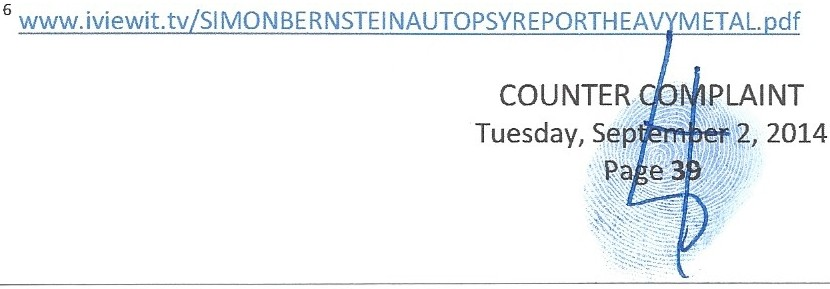 6 www.iviewit.tv/SIMONBERNSTEINAUTOPSYREPORTHEAVYMETAL.pdf
COUNTER COMPLAINT
Tuesday, September 2, 2014
Page 39